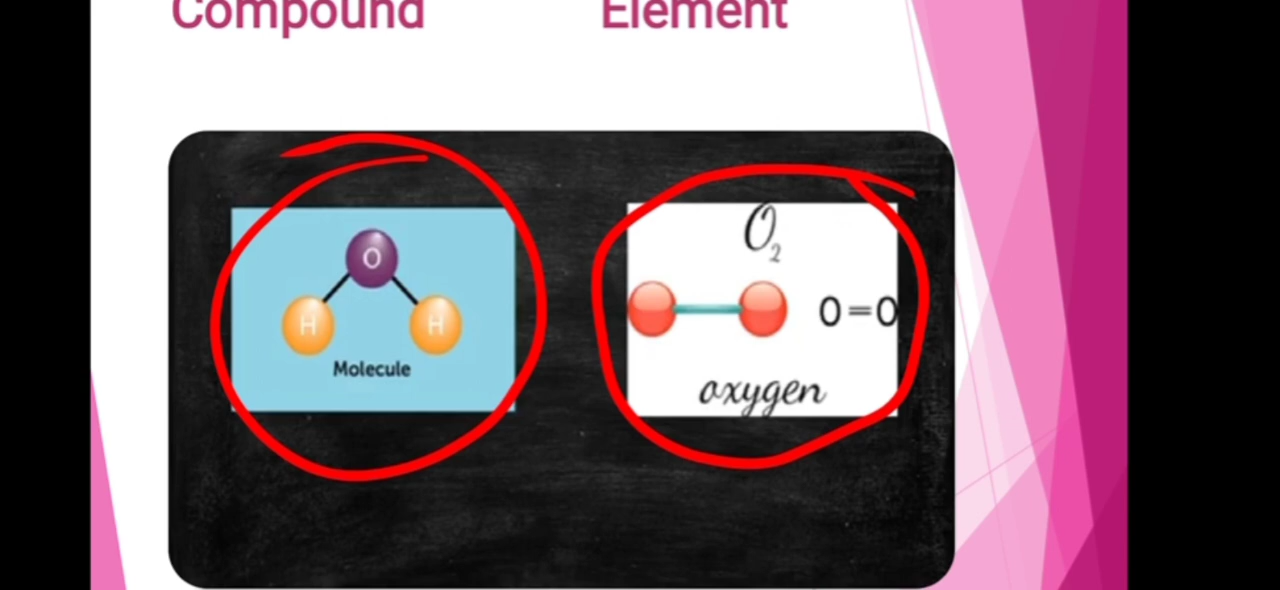 Compound Element
O
H H
Molecule
O₂
O=O
oxygen